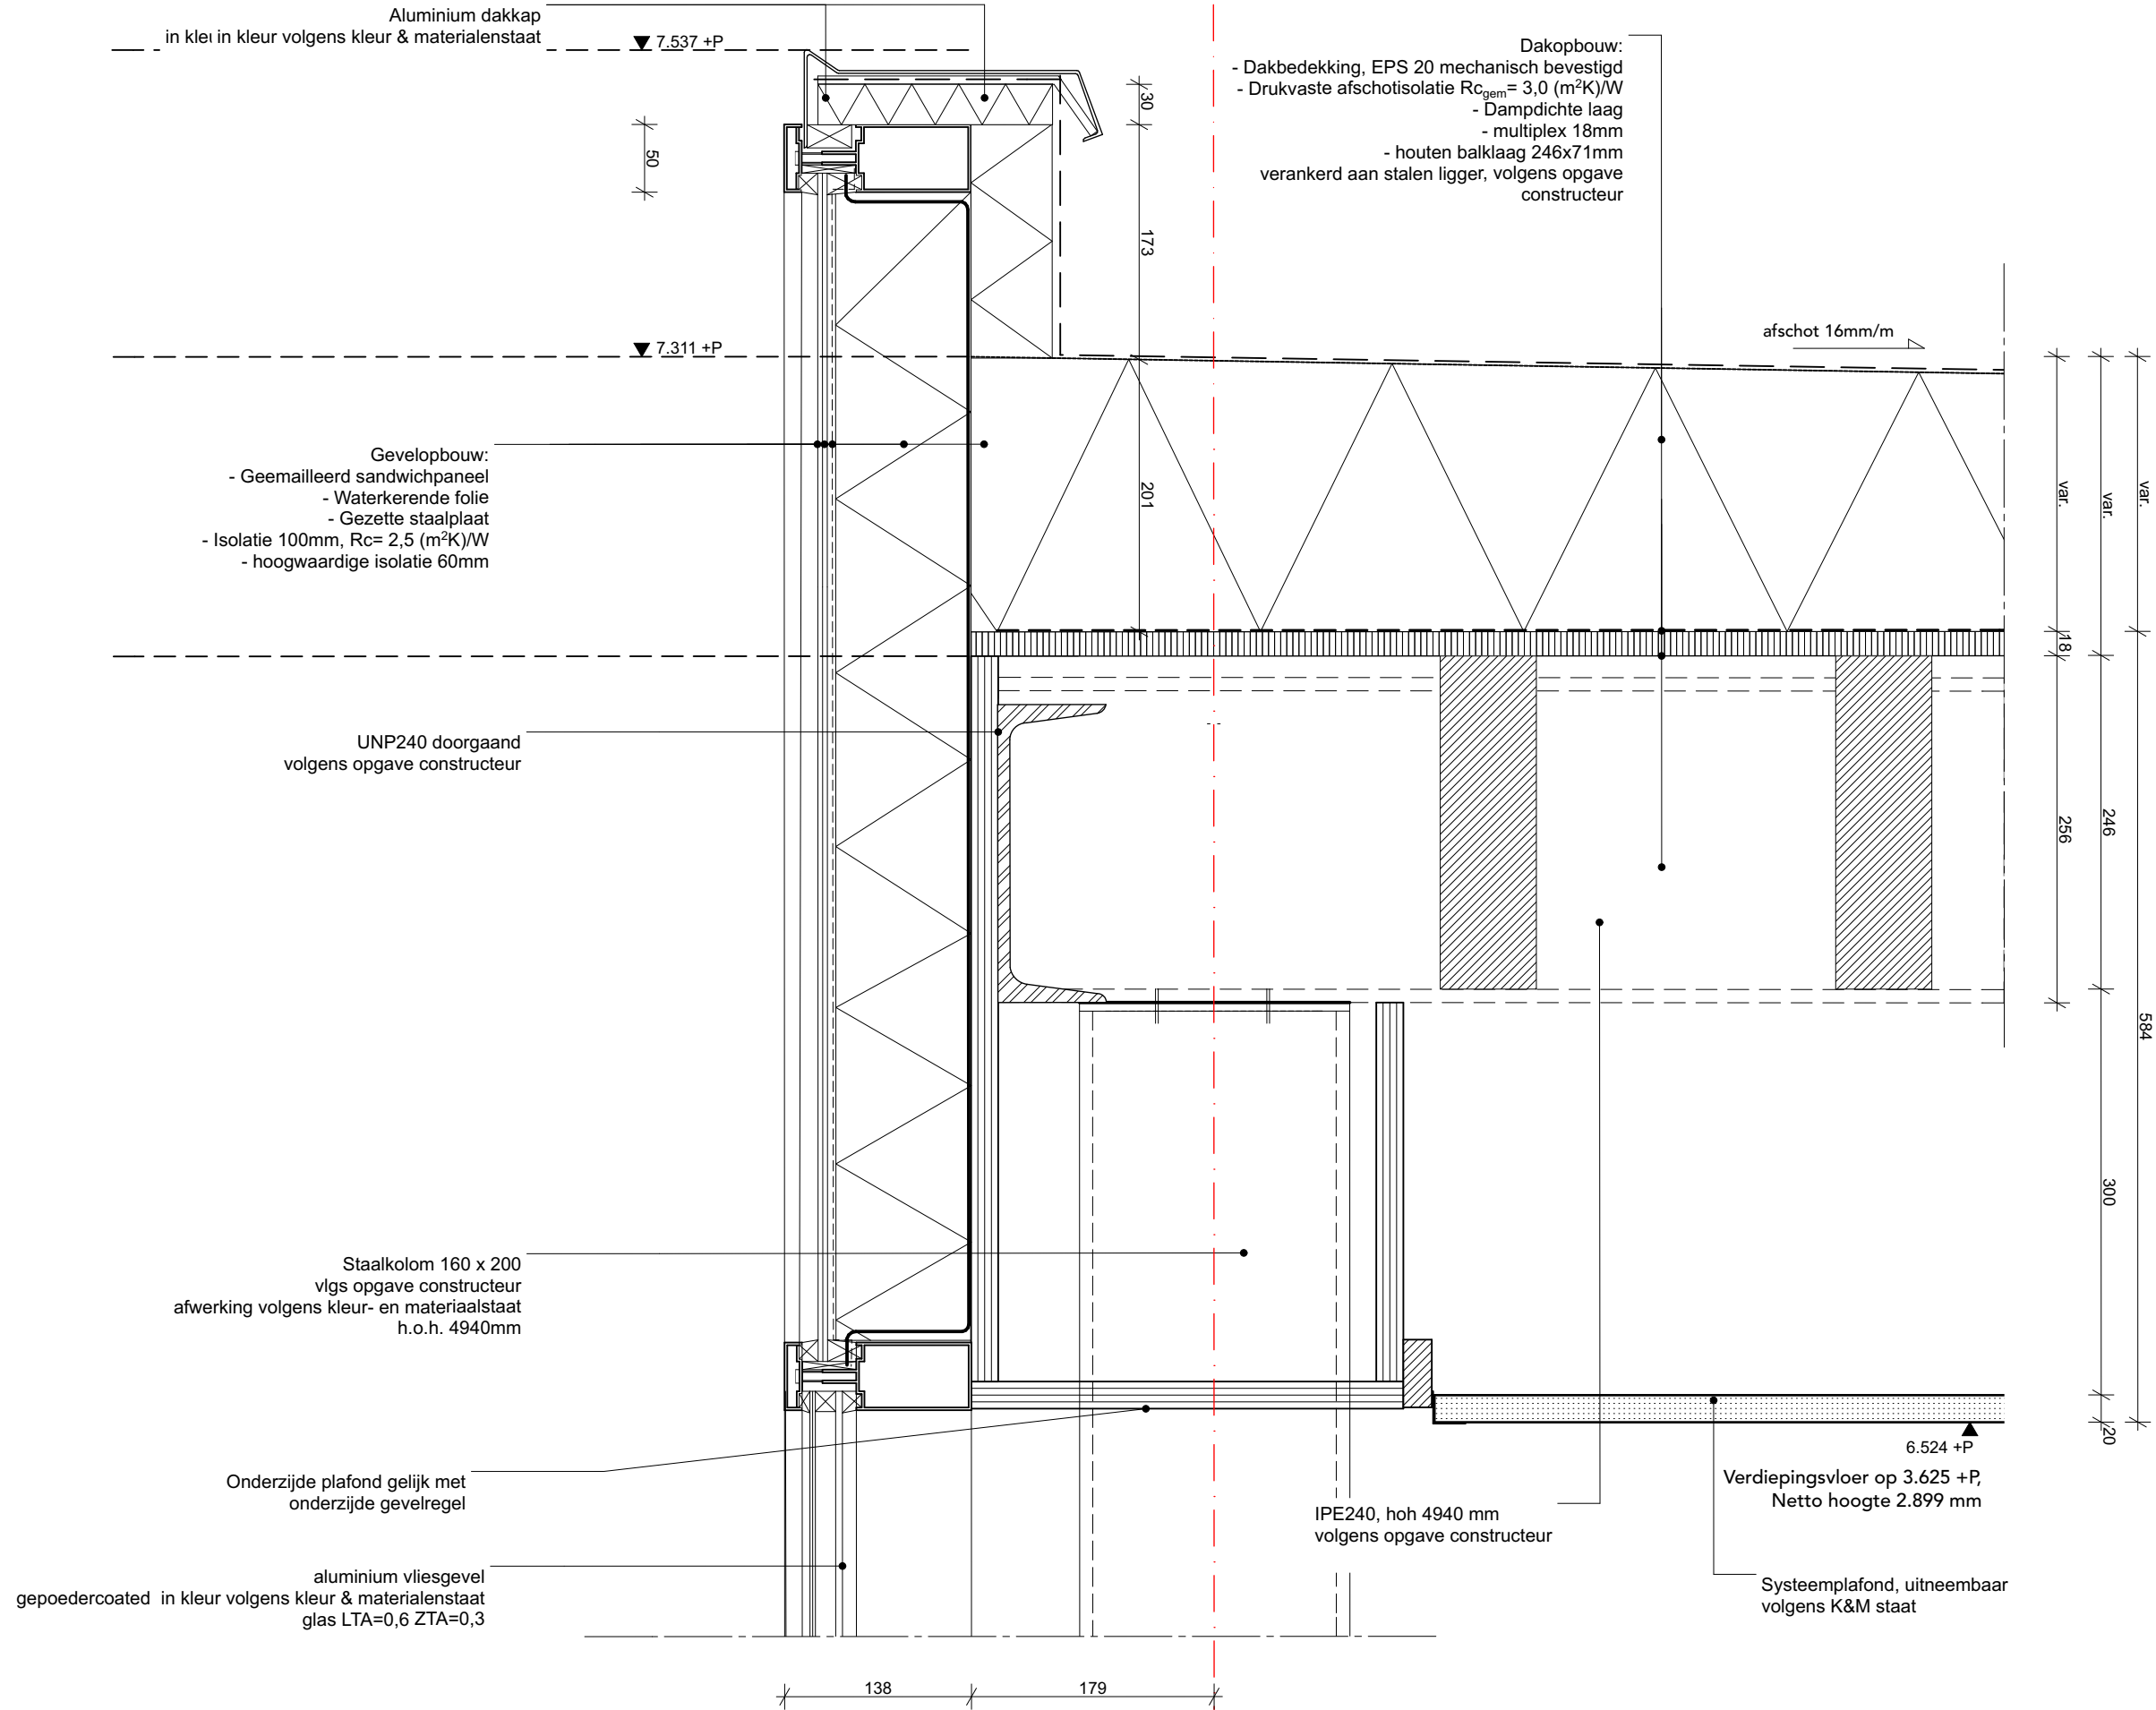 Aluminium dakkap
in kleu in kleur volgens kleur & materialenstaat
7.537 +P
Dakopbouw:
- Dakbedekking, EPS 20 mechanisch bevestigd
- Drukvaste afschotisolatie Rcgem= 3,0 (m²K)/W
- Dampdichte laag
- multiplex 18mm
- houten balklaag 246x71mm
verankerd aan stalen ligger, volgens opgave
constructeur
30
50
173
afschot 16mm/m
7.311 +P
Gevelopbouw:
- Geemailleerd sandwichpaneel
- Waterkerende folie
- Gezette staalplaat
- Isolatie 100mm, Rc= 2,5 (m²K)/W
- hoogwaardige isolatie 60mm
201
var.
var.
var.
18
UNP240 doorgaand
volgens opgave constructeur
256
246
584
300
20
Staalkolom 160 x 200
vlgs opgave constructeur
afwerking volgens kleur- en materiaalstaat
h.o.h. 4940mm
6.524 +P
Verdiepingsvloer op 3.625 +P,
Netto hoogte 2.899 mm
Onderzijde plafond gelijk met
onderzijde gevelregel
IPE240, hoh 4940 mm
volgens opgave constructeur
aluminium vliesgevel
gepoedercoated  in kleur volgens kleur & materialenstaat
glas LTA=0,6 ZTA=0,3
Systeemplafond, uitneembaar
volgens K&M staat
138
179